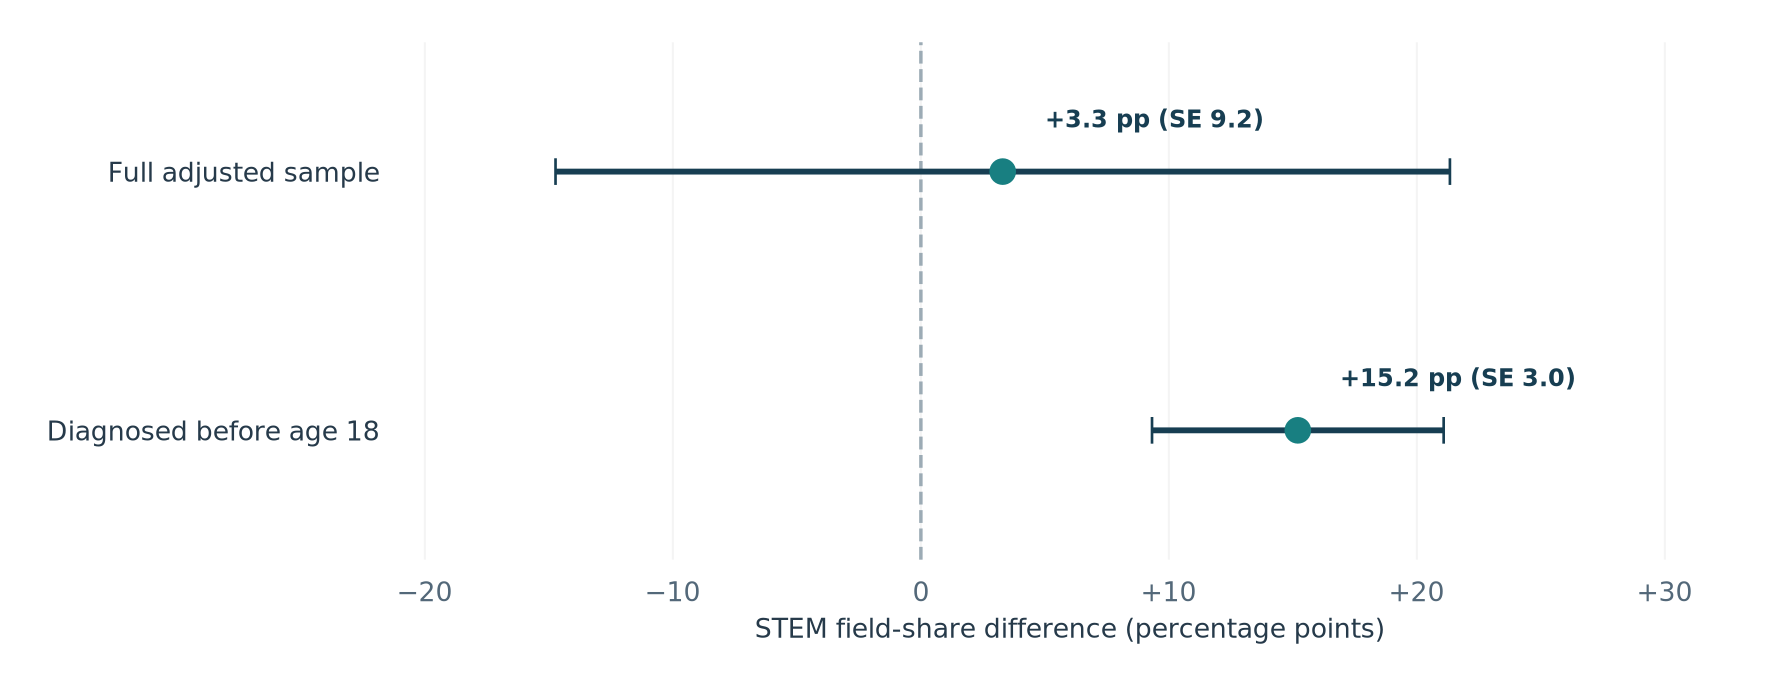 +3.3 pp (SE 9.2)
Full adjusted sample
+15.2 pp (SE 3.0)
Diagnosed before age 18
−20 −10 0 +10 +20 +30
STEM field-share difference (percentage points)